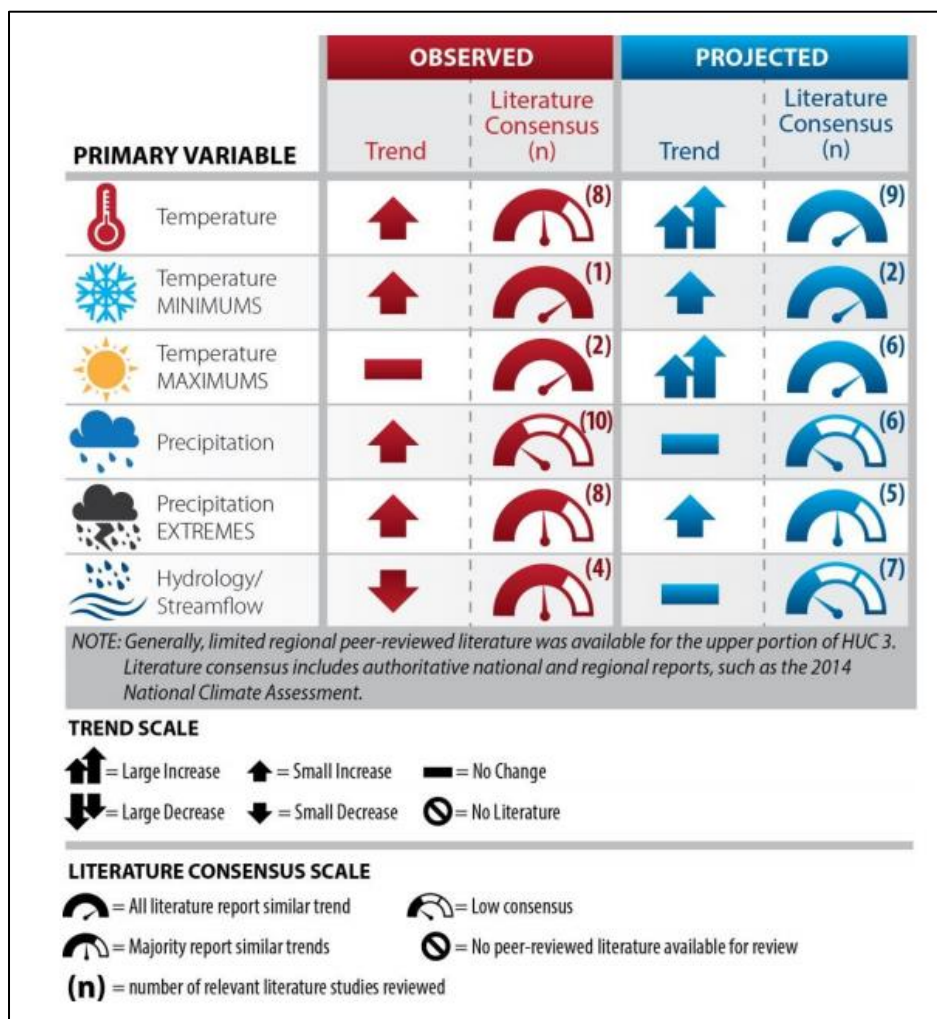 OBSERVED PROJECTED
Literature Literature
Consensus Consensus
PRIMARY VARIABLE Trend (n) Trend (n)
Temperature (8) (9)
Temperature (1) (2)
MINIMUMS
Temperature (2) (6)
MAXIMUMS
Precipitation (10) (6)
Precipitation (8) (5)
EXTREMES
Hydrology/ (4) (7)
Streamflow
NOTE: Generally, limited regional peer-reviewed literature was available for the upper portion of HUC 3.
Literature consensus includes authoritative national and regional reports, such as the 2014
National Climate Assessment.
TREND SCALE
= Large Increase = Small Increase = No Change
= Large Decrease = Small Decrease = No Literature
LITERATURE CONSENSUS SCALE
= All literature report similar trend = Low consensus
= Majority report similar trends = No peer-reviewed literature available for review
(n) = number of relevant literature studies reviewed